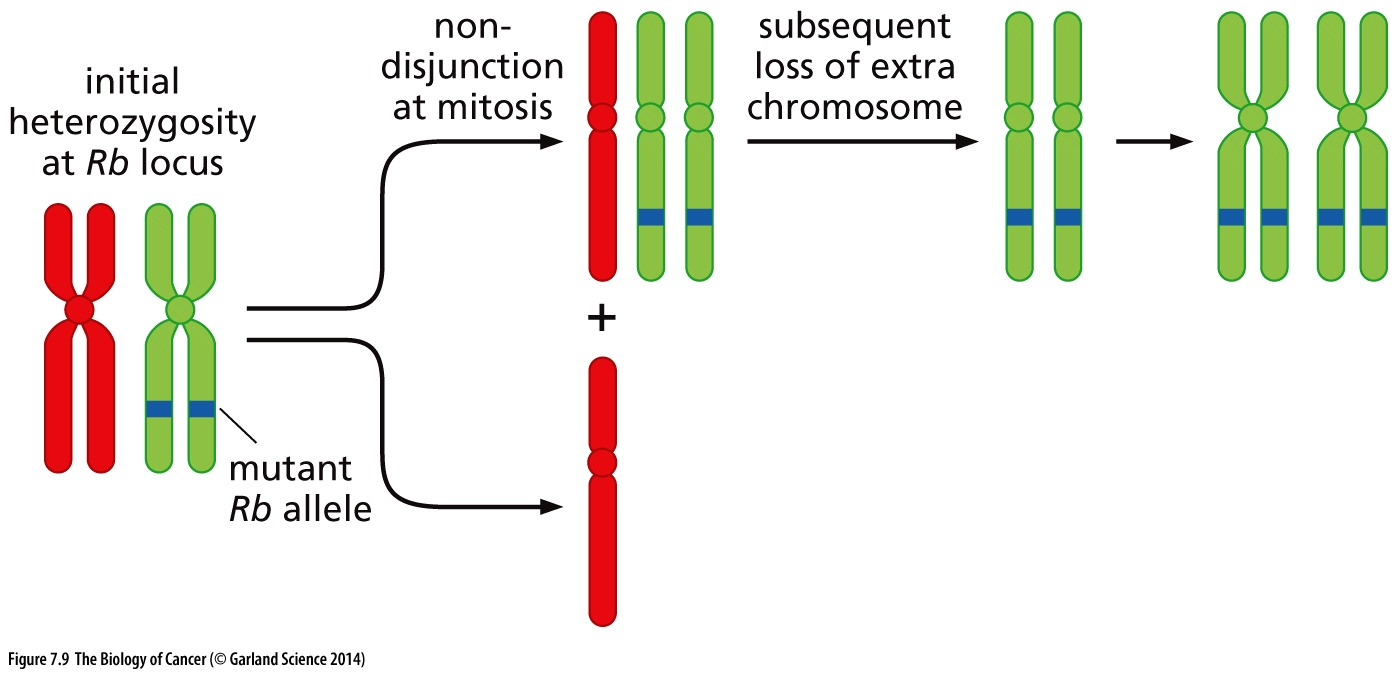 initial
heterozygosity
at Rb locus
non-
disjunction
at mitosis
subsequent
loss of extra
chromosome
+
mutant
Rb allele
Figure 7.9 The Biology of Cancer (© Garland Science 2014)